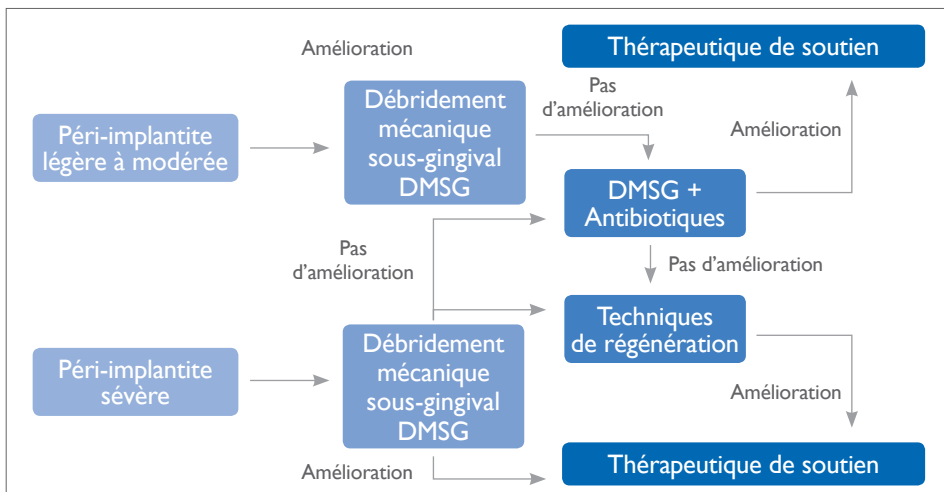 Amélioration
Thérapeutique de soutien
Péri-implantite
légère à modérée
Débridement
mécanique
sous-gingival
DMSG
Pas
d'amélioration
Amélioration
DMSG +
Antibiotiques
Pas
d'amélioration
Pas d'amélioration
Péri-implantite
sévère
Débridement
mécanique
sous-gingival
DMSG
Techniques
de régénération
Amélioration
Amélioration
Thérapeutique de soutien